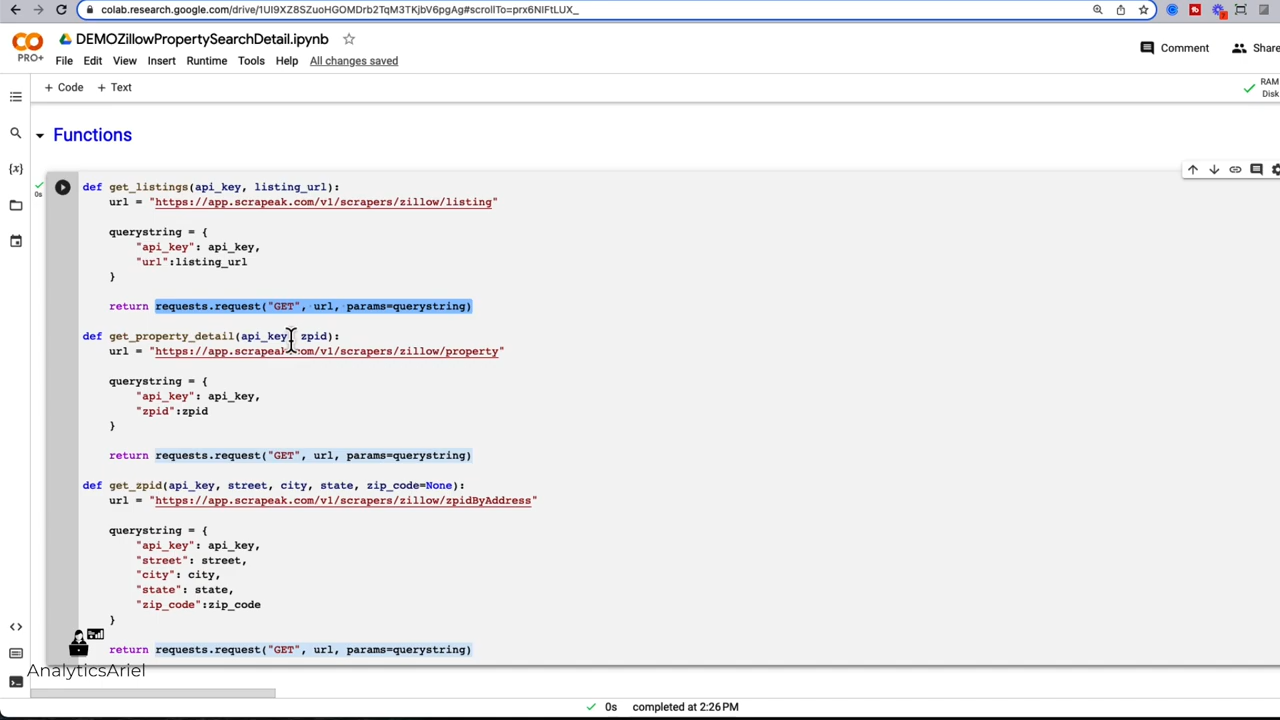 colab.research.google.com/drive/1UI9XZ8SZuoHGOMDrb2TqM3TKjbV6pgAg#scrollTo=prx6NlFtLUX_
DEMOZillowPropertySearchDetail.ipynb
PRO+
File Edit View Insert Runtime Tools Help All changes saved
Comment
Share
+ Code + Text
RAM
Disk
Functions
0s
def get_listings(api_key, listing_url):
    url = "https://app.scrapeak.com/v1/scrapers/zillow/listing"
    querystring = {
        "api_key": api_key,
        "url":listing_url
    }
    return requests.request("GET", url, params=querystring)
def get_property_detail(api_key, zpid):
    url = "https://app.scrapeak.com/v1/scrapers/zillow/property"
    querystring = {
        "api_key": api_key,
        "zpid":zpid
    }
    return requests.request("GET", url, params=querystring)
def get_zpid(api_key, street, city, state, zip_code=None):
    url = "https://app.scrapeak.com/v1/scrapers/zillow/zpidByAddress"
    querystring = {
        "api_key": api_key,
        "street": street,
        "city": city,
        "state": state,
        "zip_code":zip_code
    }
    return requests.request("GET", url, params=querystring)
AnalyticsAriel
0s completed at 2:26 PM